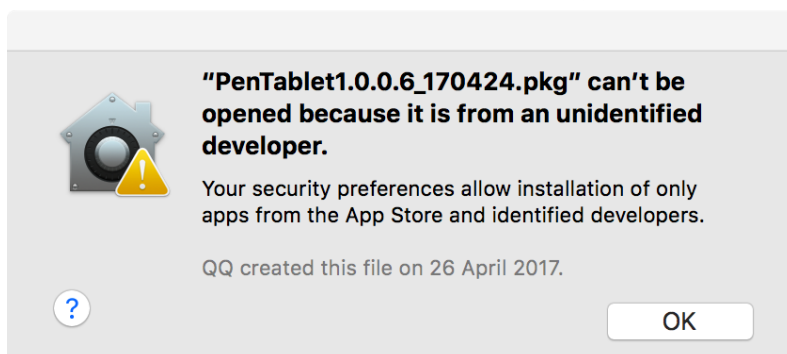 “PenTablet1.0.0.6_170424.pkg” can’t be
opened because it is from an unidentified
developer.
Your security preferences allow installation of only
apps from the App Store and identified developers.
QQ created this file on 26 April 2017.
?
OK